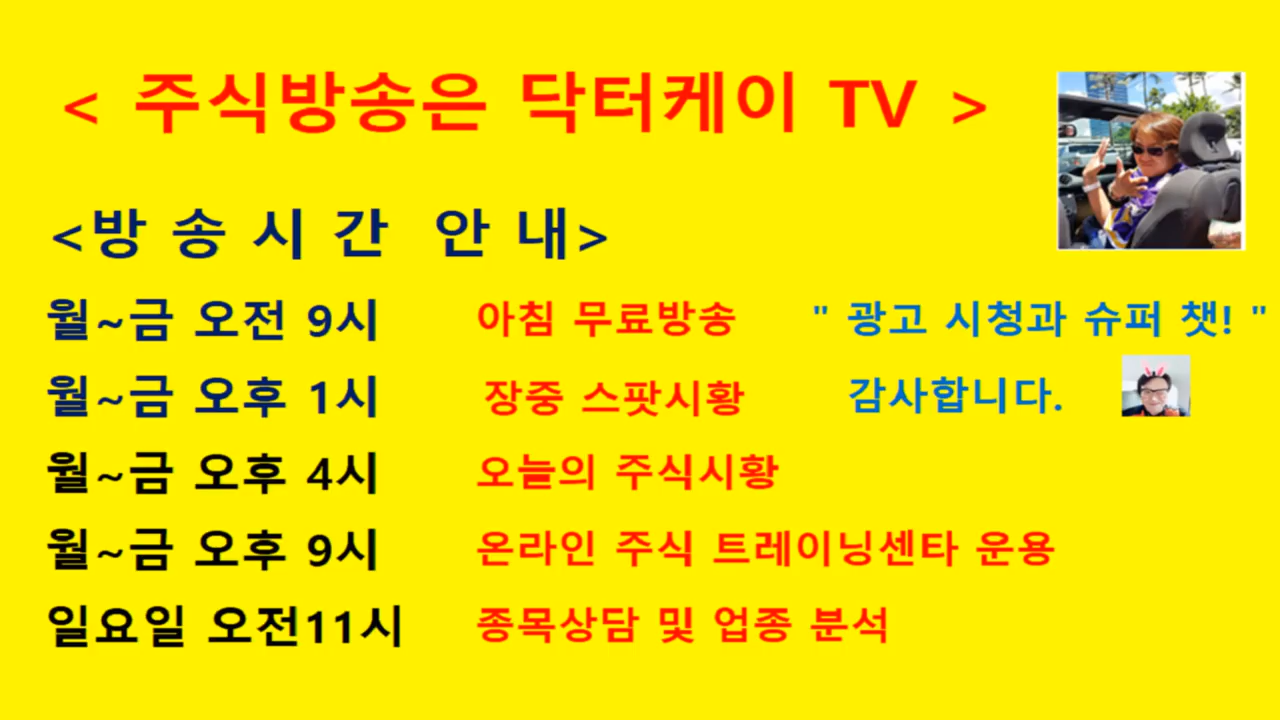 < 주식방송은 닥터케이 TV >
<방 송 시 간 안 내>
월~금 오전 9시 아침 무료방송 " 광고 시청과 슈퍼 챗! "
월~금 오후 1시 장중 스팟시황 감사합니다.
월~금 오후 4시 오늘의 주식시황
월~금 오후 9시 온라인 주식 트레이닝센타 운용
일요일 오전11시 종목상담 및 업종 분석